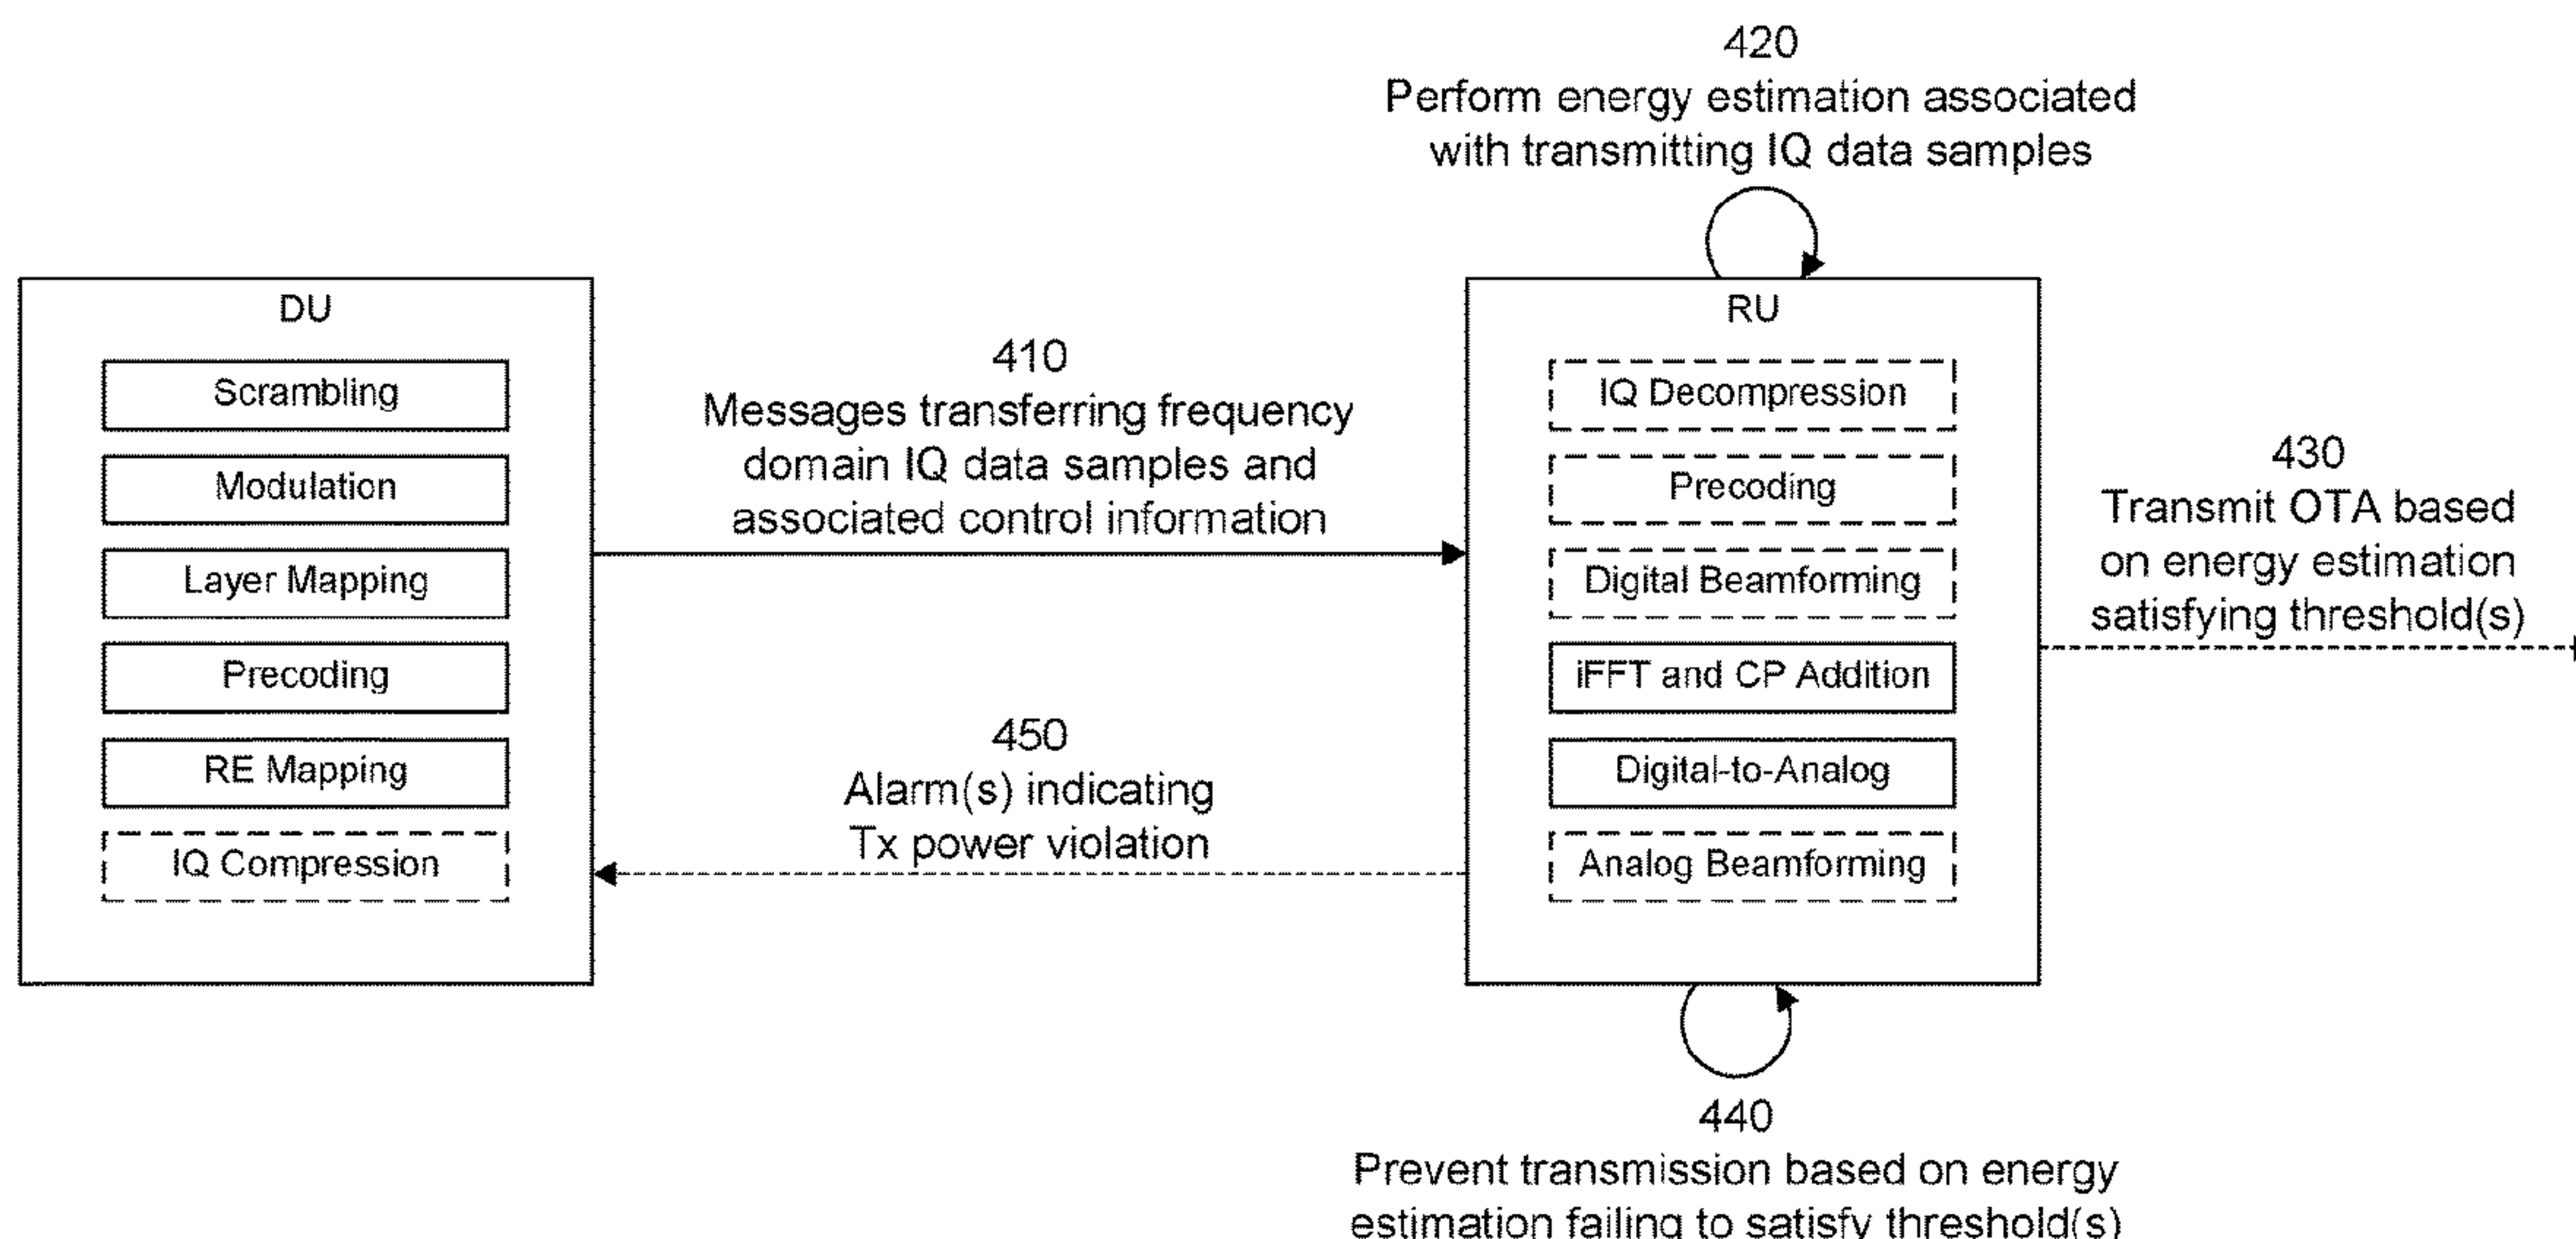 420
Perform energy estimation associated
with transmitting IQ data samples
DU
Scrambling
Modulation
Layer Mapping
Precoding
RE Mapping
IQ Compression
410
Messages transferring frequency
domain IQ data samples and
associated control information
450
Alarm(s) indicating
Tx power violation
RU
IQ Decompression
Precoding
Digital Beamforming
iFFT and CP Addition
Digital-to-Analog
Analog Beamforming
430
Transmit OTA based
on energy estimation
satisfying threshold(s)
440
Prevent transmission based on energy
estimation failing to satisfy threshold(s)